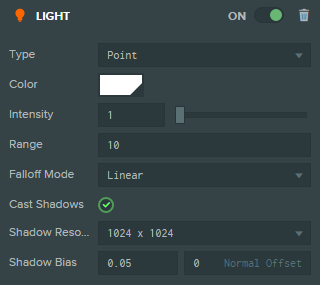 LIGHT ON
Type Point
Color
Intensity 1
Range 10
Falloff Mode Linear
Cast Shadows
Shadow Reso... 1024 x 1024
Shadow Bias 0.05 0 Normal Offset